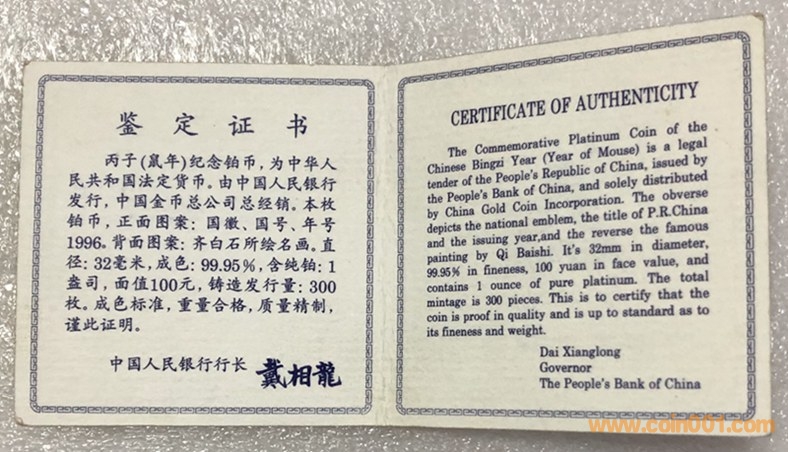 鉴定证书
丙子(鼠年)纪念铂币，为中华人
民共和国法定货币。由中国人民银行
发行，中国金币总公司总经销。本枚
铂币，正面图案：国徽、国号、年号
1996。背面图案：齐白石所绘名画。直
径：32毫米，成色：99.95%，含纯铂：1
盎司，面值100元，铸造发行量：300
枚。成色标准，重量合格，质量精制，
谨此证明。
中国人民银行行长 戴相龍
CERTIFICATE OF AUTHENTICITY
The Commemorative Platinum Coin of the
Chinese Bingzi Year (Year of Mouse) is a legal
tender of the People's Republic of China, issued by
the People's Bank of China, and solely distributed
by China Gold Coin Incorporation. The obverse
depicts the national emblem, the title of P.R.China
and the issuing year,and the reverse the famous
painting by Qi Baishi. It's 32mm in diameter,
99.95% in fineness, 100 yuan in face value, and
contains 1 ounce of pure platinum. The total
mintage is 300 pieces. This is to certify that the
coin is proof in quality and is up to standard as to
its fineness and weight.
Dai Xianglong
Governor
The People's Bank of China
www.coin001.com